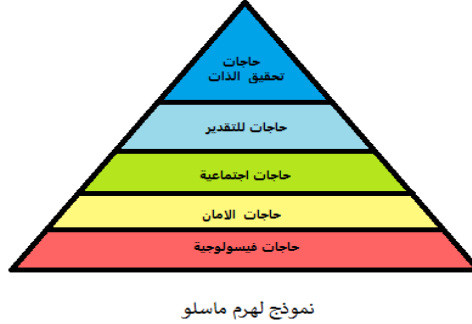 حاجات
تحقيق الذات
حاجات للتقدير
حاجات اجتماعية
حاجات الامان
حاجات فيسولوجية
نموذج لهرم ماسلو